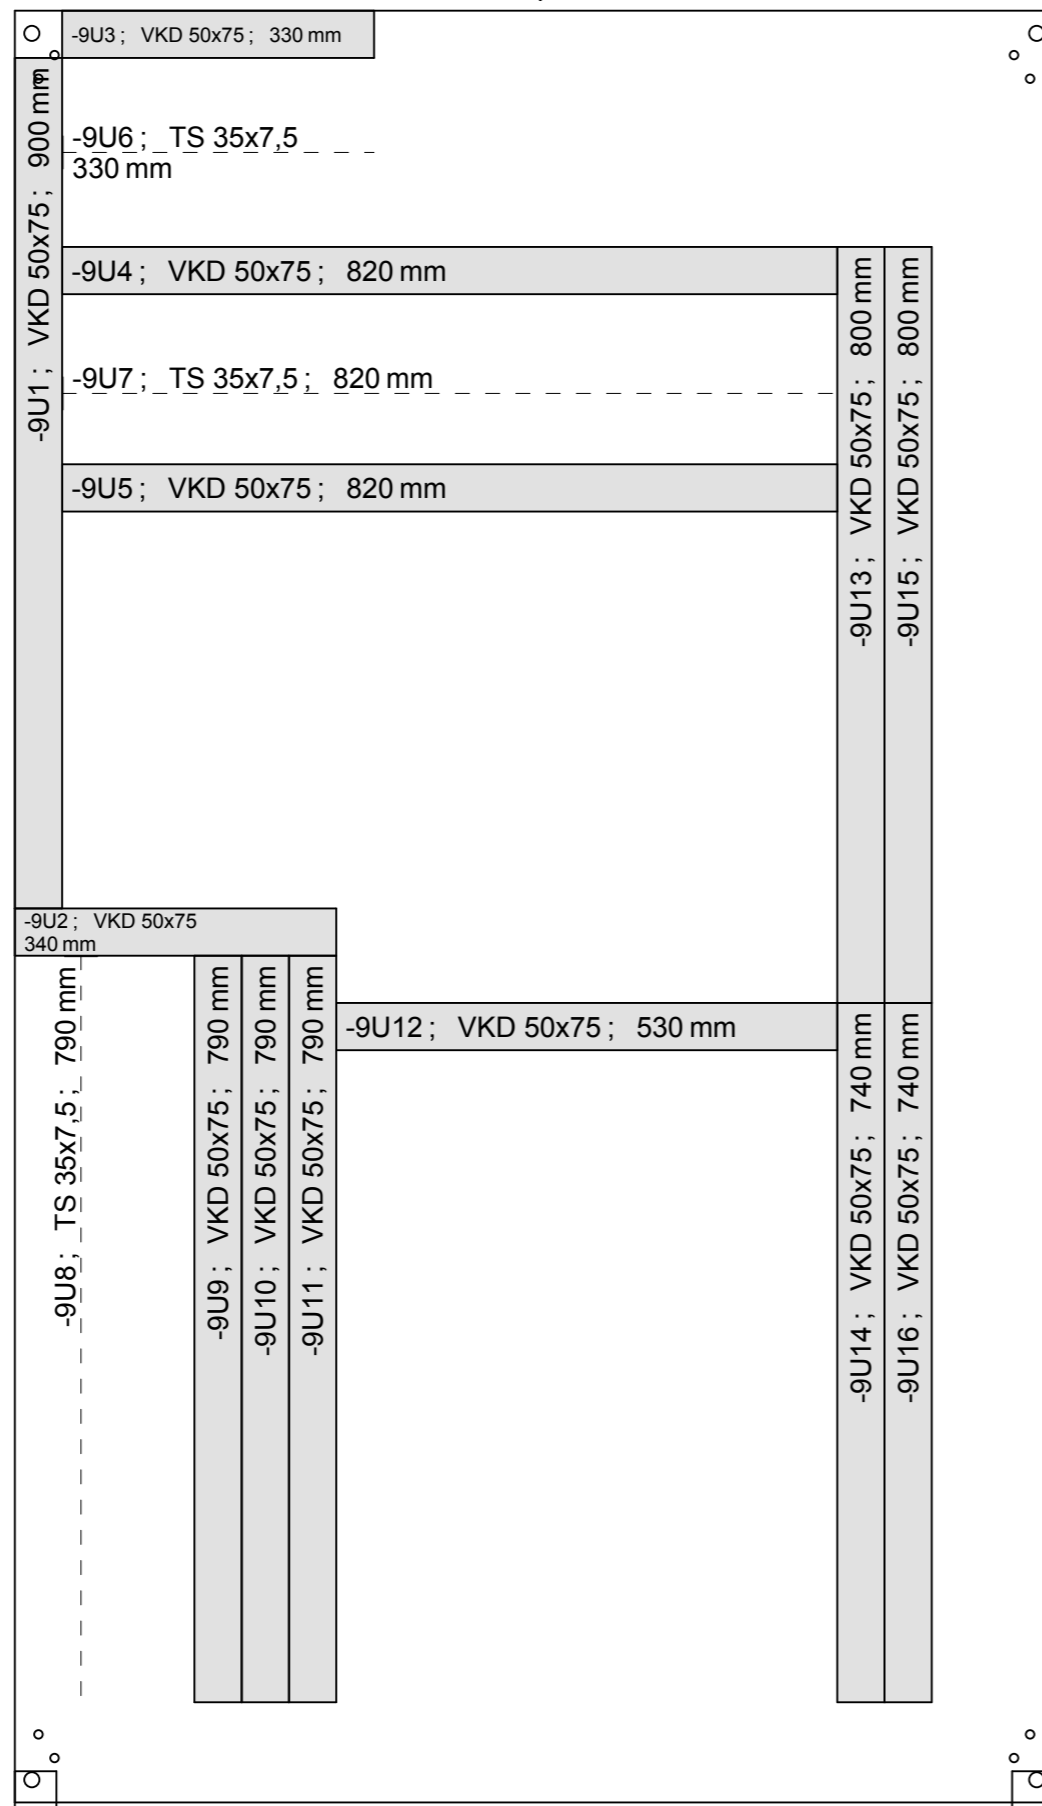 -9U3 ; VKD 50x75 ; 330 mm
-9U1 ; VKD 50x75 ; 900 mm
-9U6 ; TS 35x7,5
330 mm
-9U4 ; VKD 50x75 ; 820 mm
-9U7 ; TS 35x7,5 ; 820 mm
-9U5 ; VKD 50x75 ; 820 mm
-9U13 ; VKD 50x75 ; 800 mm
-9U15 ; VKD 50x75 ; 800 mm
-9U2 ; VKD 50x75
340 mm
-9U8 ; TS 35x7,5 ; 790 mm
-9U9 ; VKD 50x75 ; 790 mm
-9U10 ; VKD 50x75 ; 790 mm
-9U11 ; VKD 50x75 ; 790 mm
-9U12 ; VKD 50x75 ; 530 mm
-9U14 ; VKD 50x75 ; 740 mm
-9U16 ; VKD 50x75 ; 740 mm